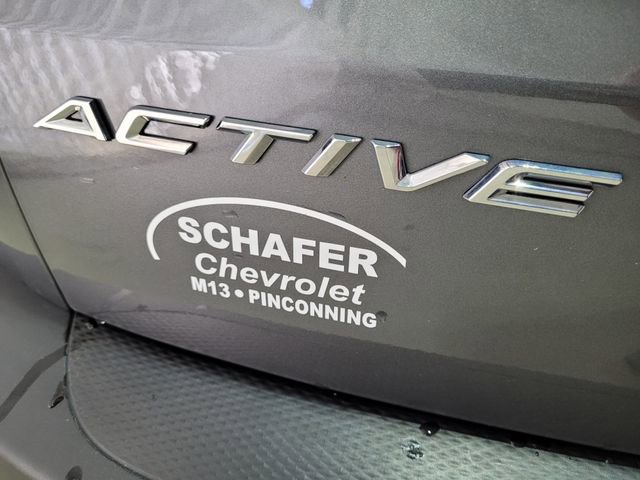 ACTIVE
SCHAFER
Chevrolet
M13 • PINCONNING